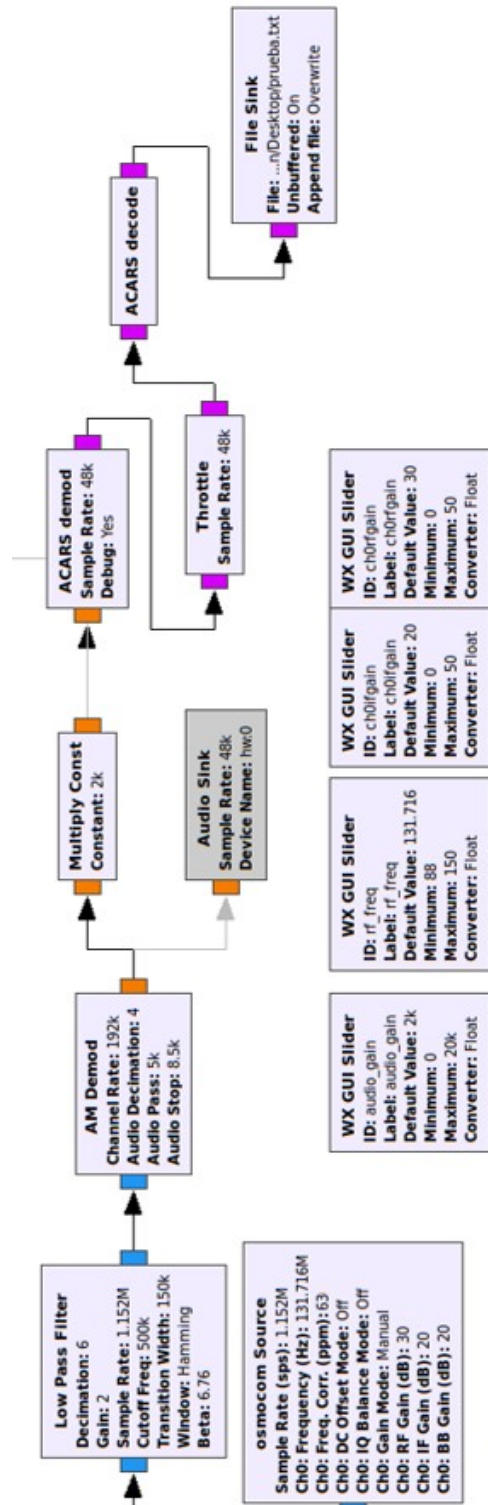 Low Pass Filter
Decimation: 6
Gain: 2
Sample Rate: 1.152M
Cutoff Freq: 500k
Transition Width: 150k
Window: Hamming
Beta: 6.76
AM Demod
Channel Rate: 192k
Audio Decimation: 4
Audio Pass: 5k
Audio Stop: 8.5k
Multiply Const
Constant: 2k
ACARS demod
Sample Rate: 48k
Debug: Yes
Audio Sink
Sample Rate: 48k
Device Name: hw:0
Throttle
Sample Rate: 48k
ACARS decode
File Sink
File: ...n/Desktop/prueba.txt
Unbuffered: On
Append file: Overwrite
osmocom Source
Sample Rate (sps): 1.152M
Ch0: Frequency (Hz): 131.716M
Ch0: Freq. Corr. (ppm): 63
Ch0: DC Offset Mode: Off
Ch0: IQ Balance Mode: Off
Ch0: Gain Mode: Manual
Ch0: RF Gain (dB): 30
Ch0: IF Gain (dB): 20
Ch0: BB Gain (dB): 20
WX GUI Slider
ID: audio_gain
Label: audio_gain
Default Value: 2k
Minimum: 0
Maximum: 20k
Converter: Float
WX GUI Slider
ID: rf_freq
Label: rf_freq
Default Value: 131.716
Minimum: 88
Maximum: 150
Converter: Float
WX GUI Slider
ID: ch0ifgain
Label: ch0ifgain
Default Value: 20
Minimum: 0
Maximum: 50
Converter: Float
WX GUI Slider
ID: ch0rfgain
Label: ch0rfgain
Default Value: 30
Minimum: 0
Maximum: 50
Converter: Float